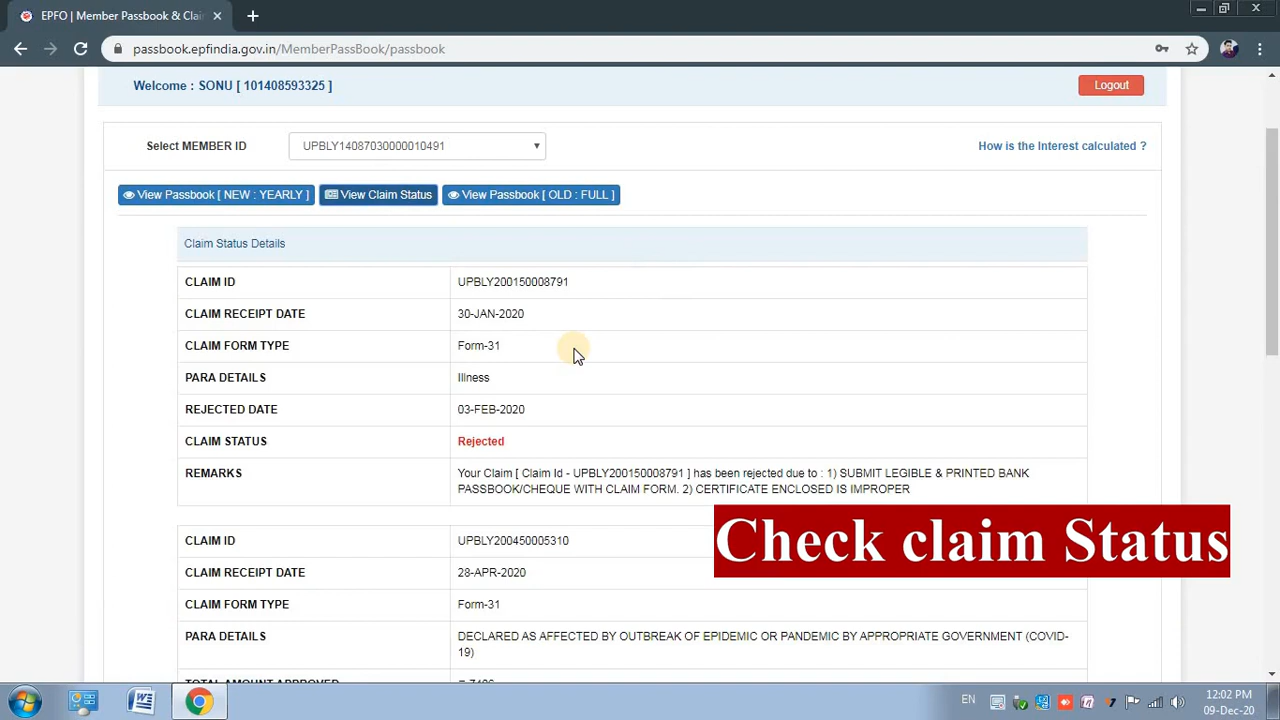 EPFO | Member Passbook & Clai
passbook.epfindia.gov.in/MemberPassBook/passbook
Welcome : SONU [ 101408593325 ]
Logout
Select MEMBER ID
UPBLY14087030000010491
How is the Interest calculated ?
View Passbook [ NEW : YEARLY ]
View Claim Status
View Passbook [ OLD : FULL ]
Claim Status Details
CLAIM ID UPBLY200150008791
CLAIM RECEIPT DATE 30-JAN-2020
CLAIM FORM TYPE Form-31
PARA DETAILS Illness
REJECTED DATE 03-FEB-2020
CLAIM STATUS Rejected
REMARKS Your Claim [ Claim Id - UPBLY200150008791 ] has been rejected due to : 1) SUBMIT LEGIBLE & PRINTED BANK
PASSBOOK/CHEQUE WITH CLAIM FORM. 2) CERTIFICATE ENCLOSED IS IMPROPER
Check claim Status
CLAIM ID UPBLY200450005310
CLAIM RECEIPT DATE 28-APR-2020
CLAIM FORM TYPE Form-31
PARA DETAILS DECLARED AS AFFECTED BY OUTBREAK OF EPIDEMIC OR PANDEMIC BY APPROPRIATE GOVERNMENT (COVID-
19)
TOTAL AMOUNT APPROVED
EN
12:02 PM
09-Dec-20